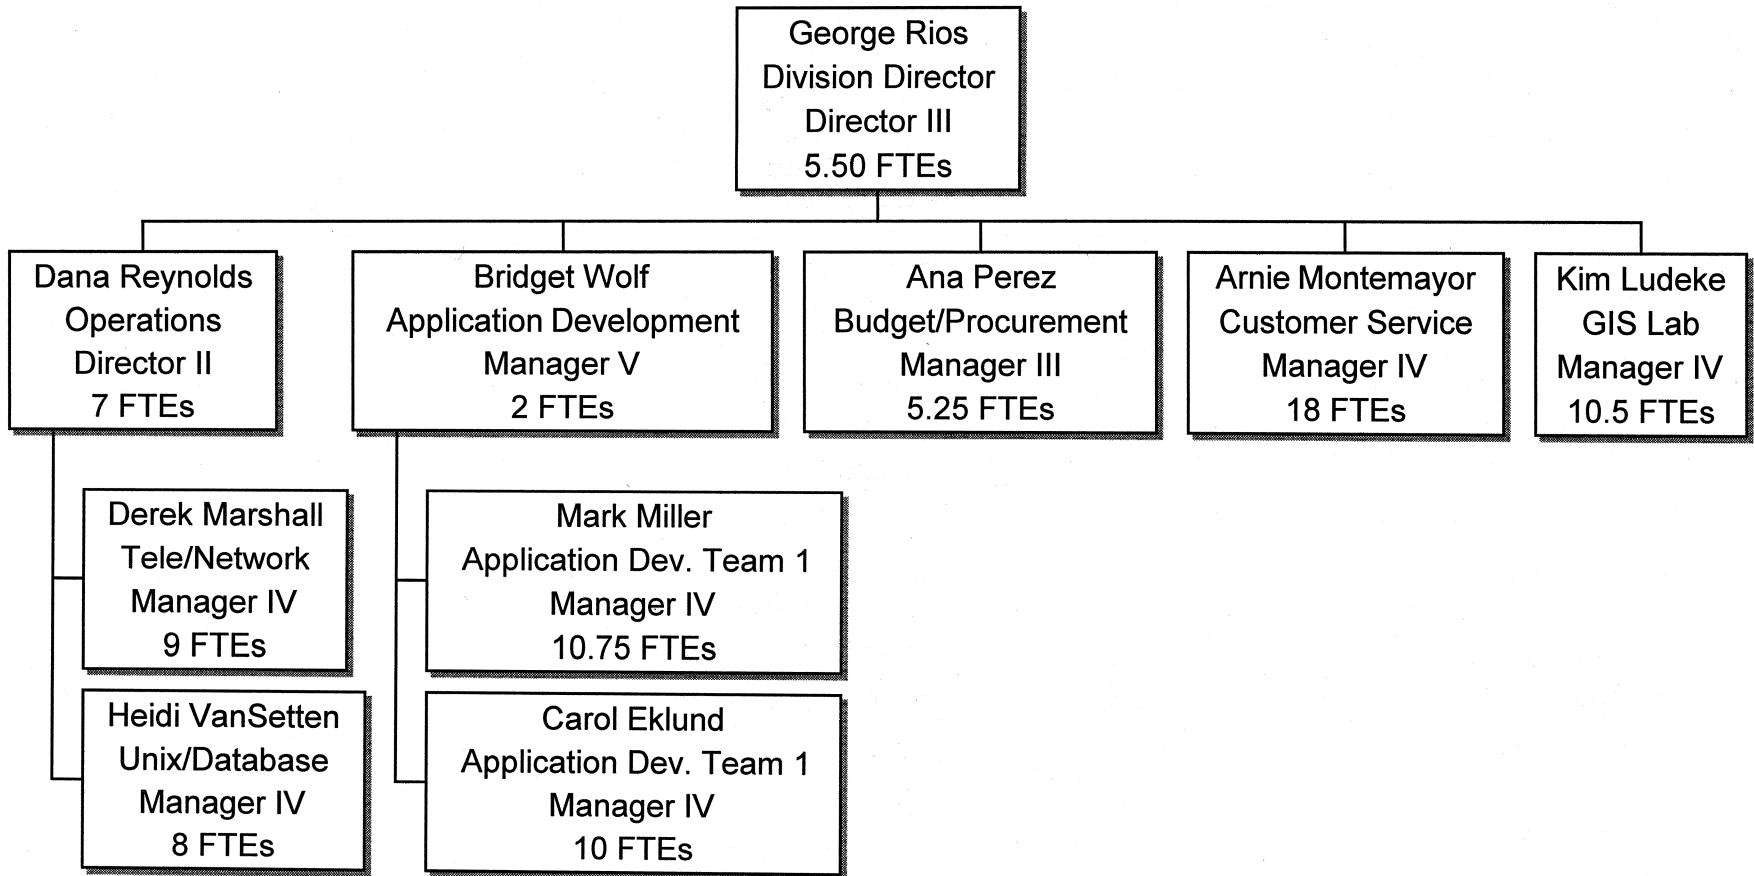 George Rios
Division Director
Director III
5.50 FTEs
Dana Reynolds
Operations
Director II
7 FTEs
Bridget Wolf
Application Development
Manager V
2 FTEs
Ana Perez
Budget/Procurement
Manager III
5.25 FTEs
Arnie Montemayor
Customer Service
Manager IV
18 FTEs
Kim Ludeke
GIS Lab
Manager IV
10.5 FTEs
Derek Marshall
Tele/Network
Manager IV
9 FTEs
Heidi VanSetten
Unix/Database
Manager IV
8 FTEs
Mark Miller
Application Dev. Team 1
Manager IV
10.75 FTEs
Carol Eklund
Application Dev. Team 1
Manager IV
10 FTEs